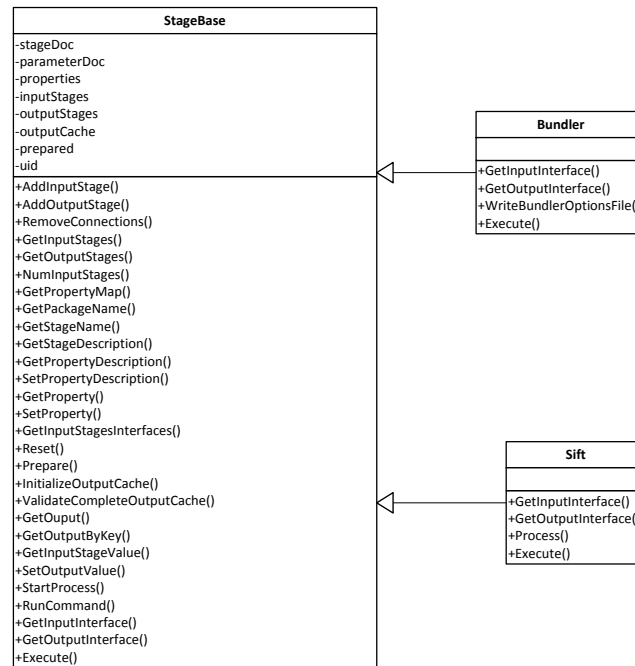 StageBase
-stageDoc
-parameterDoc
-properties
-inputStages
-outputStages
-outputCache
-prepared
-uid
+AddInputStage()
+AddOutputStage()
+RemoveConnections()
+GetInputStages()
+GetOutputStages()
+NumInputStages()
+GetPropertyMap()
+GetPackageName()
+GetStageName()
+GetStageDescription()
+GetPropertyDescription()
+SetPropertyDescription()
+GetProperty()
+SetProperty()
+GetInputStagesInterfaces()
+Reset()
+Prepare()
+InitializeOutputCache()
+ValidateCompleteOutputCache()
+GetOuput()
+GetOutputByKey()
+GetInputStageValue()
+SetOutputValue()
+StartProcess()
+RunCommand()
+GetInputInterface()
+GetOutputInterface()
+Execute()
Bundler
+GetInputInterface()
+GetOutputInterface()
+WriteBundlerOptionsFile(
+Execute()
Sift
+GetInputInterface()
+GetOutputInterface(
+Process()
+Execute()